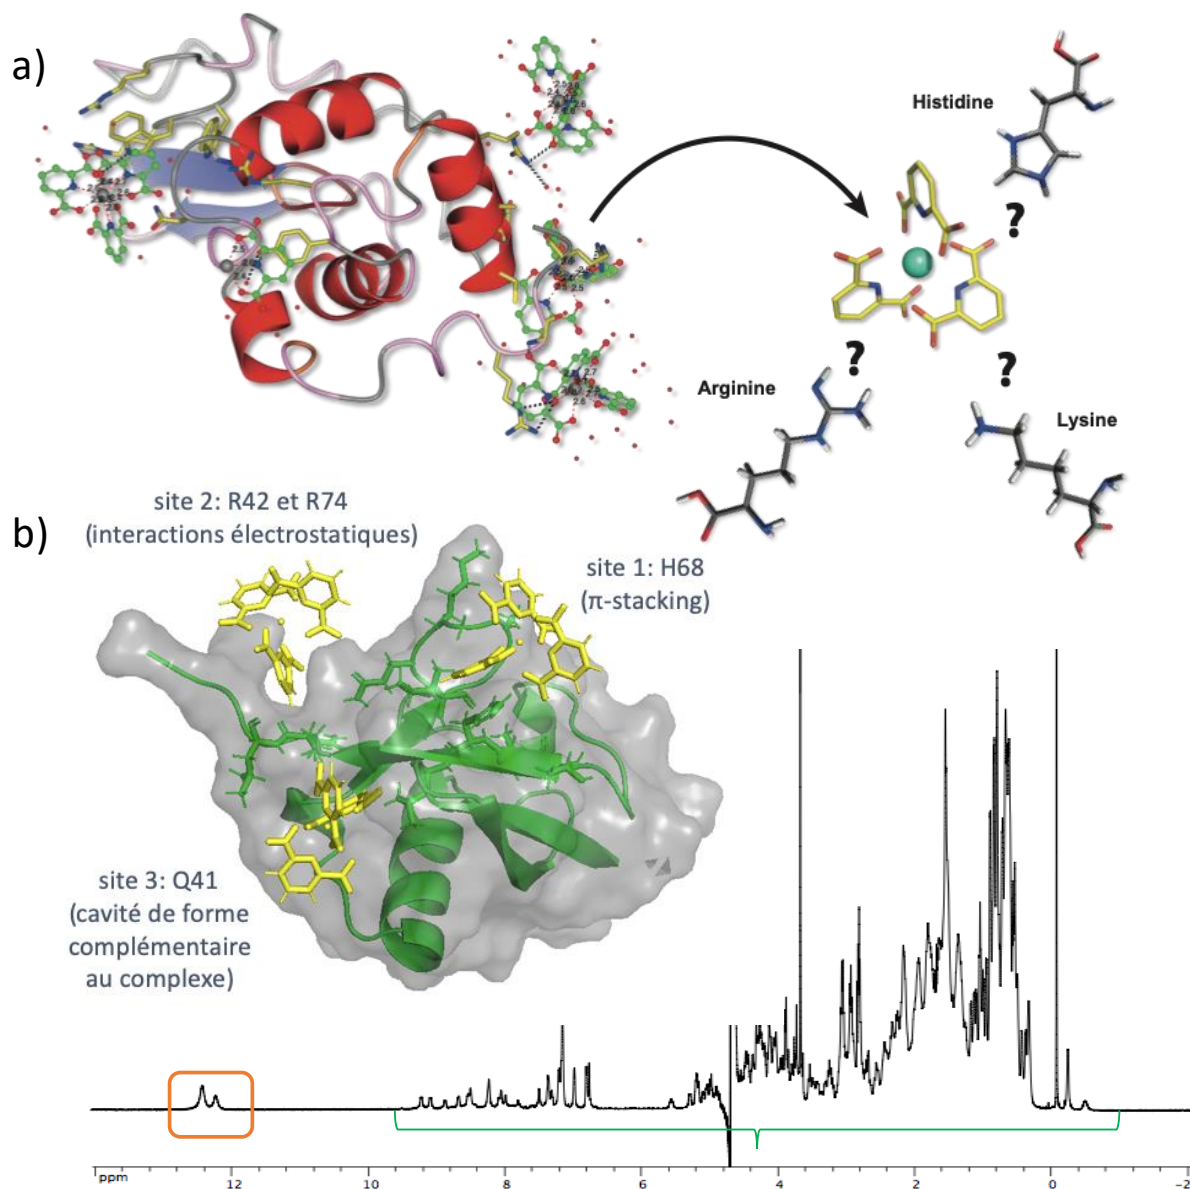 a)
Histidine
?
?
?
Arginine
Lysine
b)
site 2: R42 et R74
(interactions électrostatiques)
site 1: H68
(π-stacking)
site 3: Q41
(cavité de forme
complémentaire
au complexe)
ppm 12 10 8 6 4 2 0 -2